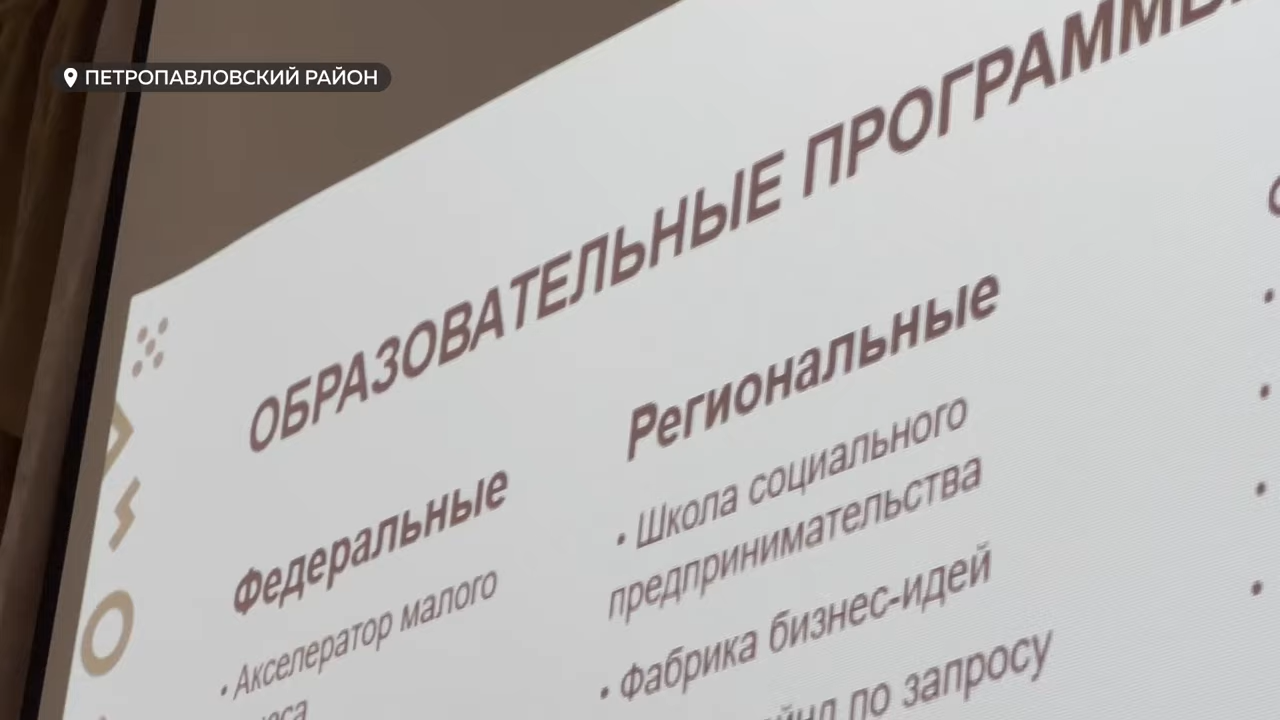 ПЕТРОПАВЛОВСКИЙ РАЙОН
ОБРАЗОВАТЕЛЬНЫЕ ПРОГРАММЫ
Федеральные
• Акселератор малого
Региональные
• Школа социального
предпринимательства
• Фабрика бизнес-идей
по запросу